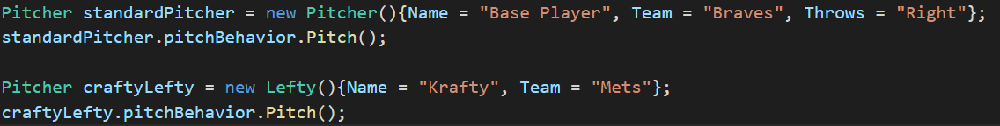 Pitcher standardPitcher = new Pitcher(){Name = "Base Player", Team = "Braves", Throws = "Right"};
standardPitcher.pitchBehavior.Pitch();
Pitcher craftyLefty = new Lefty(){Name = "Krafty", Team = "Mets"};
craftyLefty.pitchBehavior.Pitch();